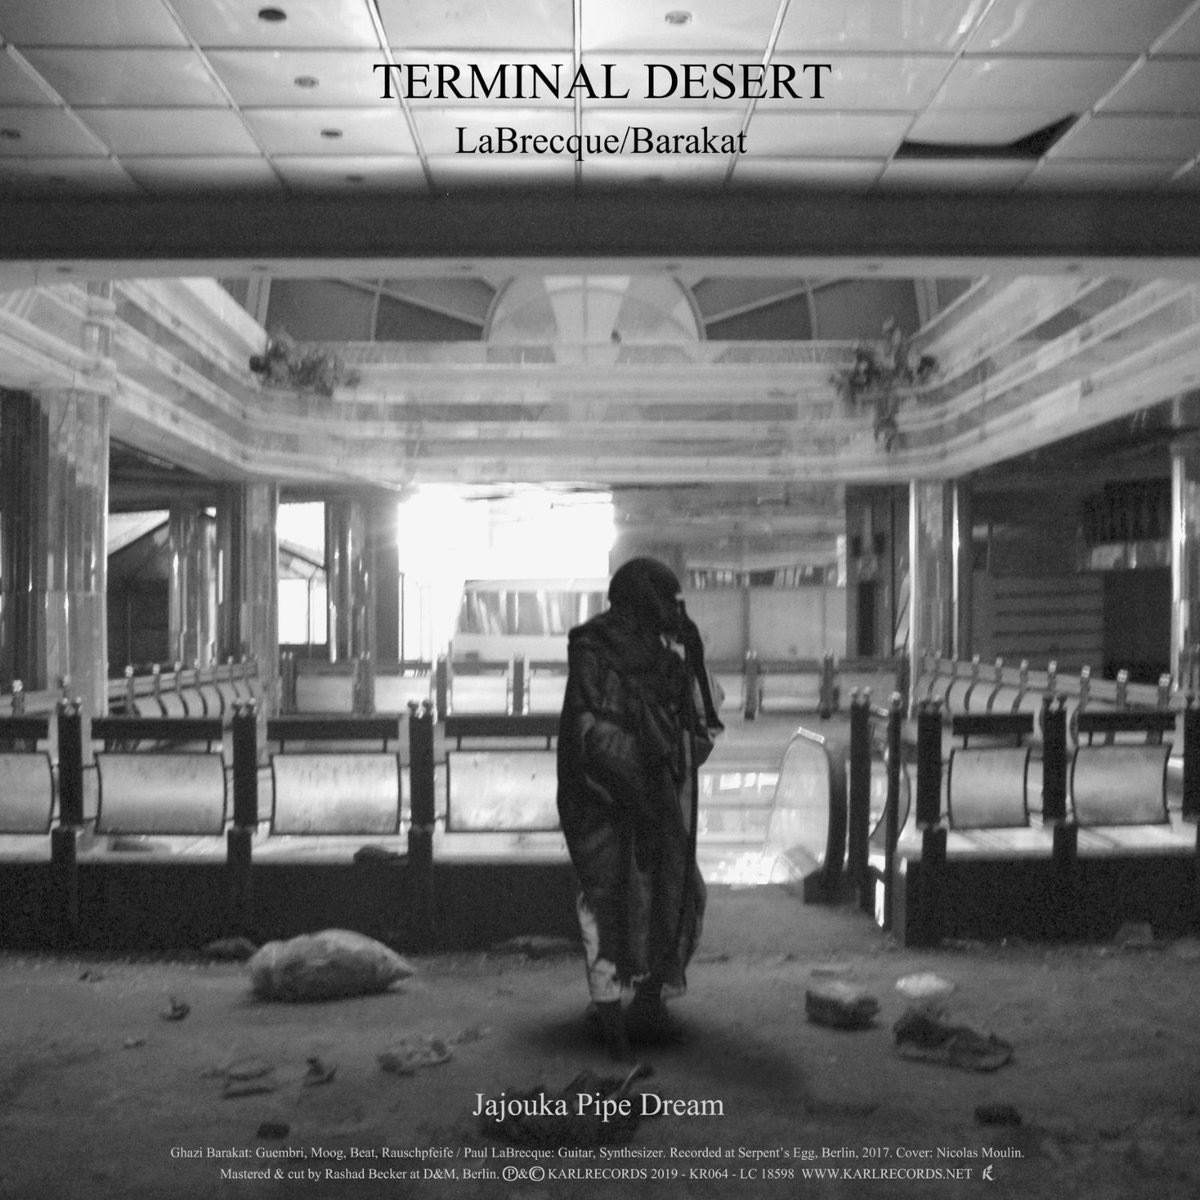 TERMINAL DESERT
LaBrecque/Barakat
Jajouka Pipe Dream
Ghazi Barakat: Guembri, Moog, Beat, Rauschpfeife / Paul LaBrecque: Guitar, Synthesizer. Recorded at Serpent's Egg, Berlin, 2017. Cover: Nicolas Moulin.
Mastered & cut by Rashad Becker at D&M, Berlin. Ⓟ&© KARLRECORDS 2019 - KR064 - LC 18598 WWW.KARLRECORDS.NET